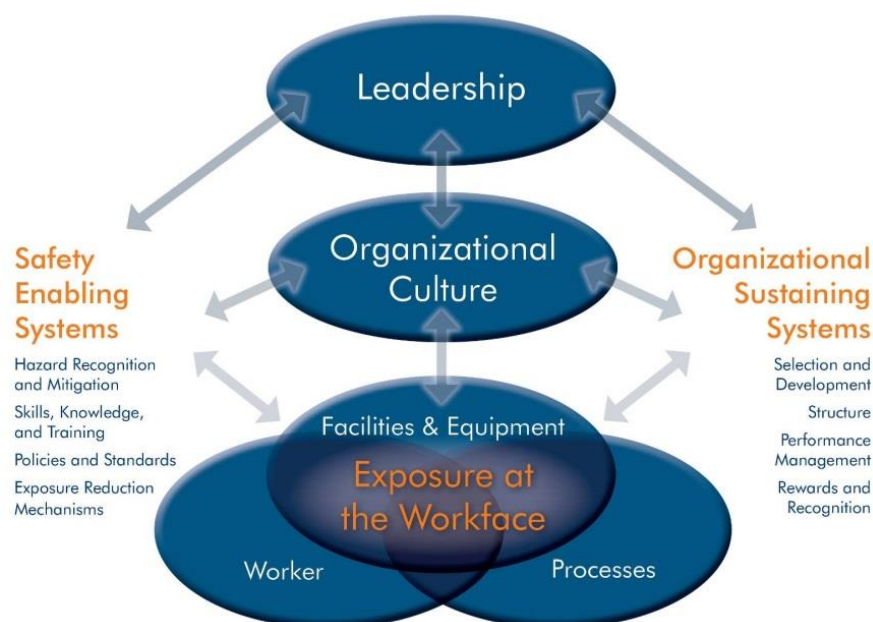 Leadership
Organizational
Culture
Safety
Enabling
Systems
Hazard Recognition
and Mitigation
Skills, Knowledge,
and Training
Policies and Standards
Exposure Reduction
Mechanisms
Organizational
Sustaining
Systems
Selection and
Development
Structure
Performance
Management
Rewards and
Recognition
Facilities & Equipment
Exposure at
the Workface
Worker
Processes